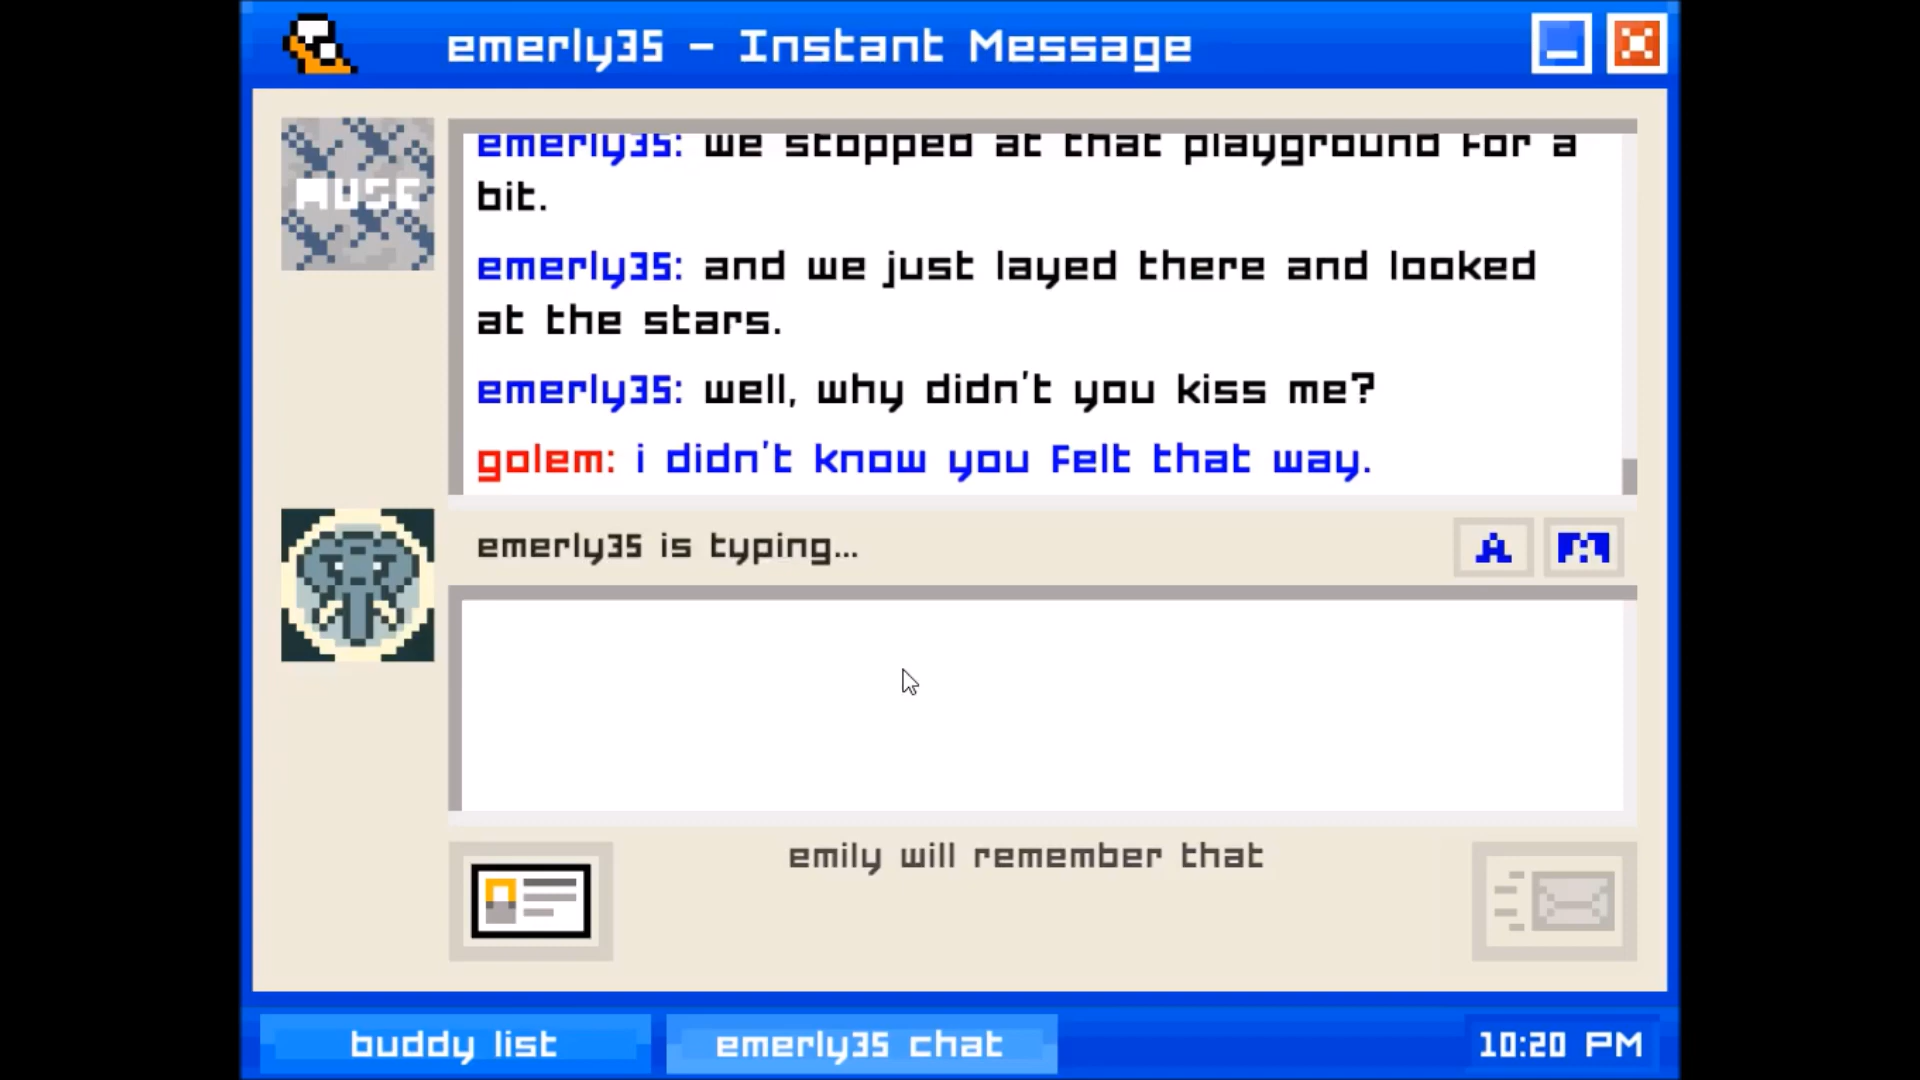 emerly35 - Instant Message
MUSE
emerly35: we stopped at that playground for a
bit.
emerly35: and we just layed there and looked
at the stars.
emerly35: well, why didn't you kiss me?
golem: i didn't know you felt that way.
emerly35 is typing...
A
emily will remember that
buddy list
emerly35 chat
10:20 PM